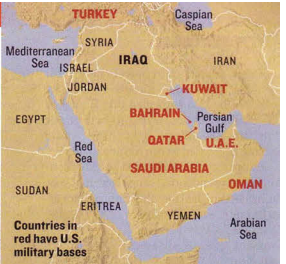 TURKEY
Caspian
Sea
SYRIA
Mediterranean
Sea
IRAQ
IRAN
ISRAEL
JORDAN
KUWAIT
BAHRAIN
Persian
Gulf
EGYPT
QATAR
U.A.E.
Red
Sea
SAUDI ARABIA
OMAN
SUDAN
ERITREA
YEMEN
Arabian
Sea
Countries in
red have U.S.
military bases